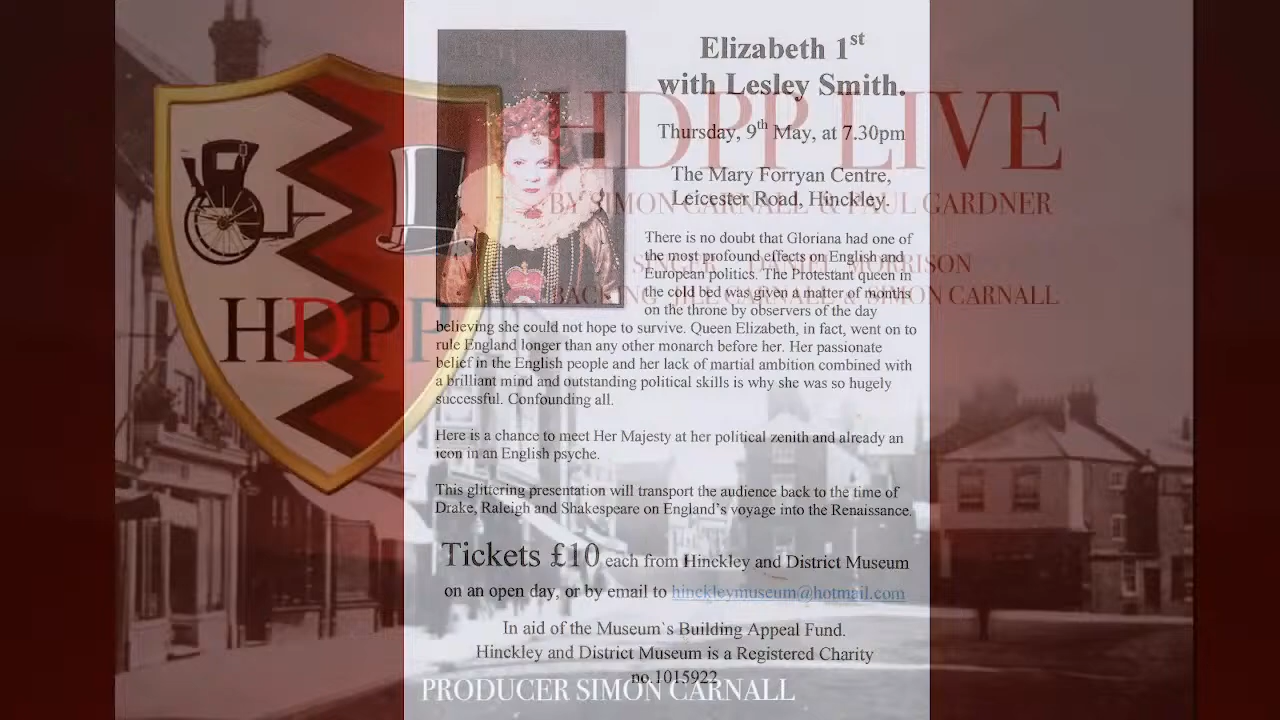 Elizabeth 1st
with Lesley Smith.
Thursday, 9th May, at 7.30pm
The Mary Forryan Centre,
Leicester Road, Hinckley.
There is no doubt that Gloriana had one of
the most profound effects on English and
European politics. The Protestant queen in
the cold bed was given a matter of months
on the throne by observers of the day
believing she could not hope to survive. Queen Elizabeth, in fact, went on to
rule England longer than any other monarch before her. Her passionate
belief in the English people and her lack of martial ambition combined with
a brilliant mind and outstanding political skills is why she was so hugely
successful. Confounding all.
Here is a chance to meet Her Majesty at her political zenith and already an
icon in an English psyche.
This glittering presentation will transport the audience back to the time of
Drake, Raleigh and Shakespeare on England's voyage into the Renaissance.
Tickets £10 each from Hinckley and District Museum
on an open day, or by email to hinckleymuseum@hotmail.com
In aid of the Museum`s Building Appeal Fund.
Hinckley and District Museum is a Registered Charity
no.1015922
HDPP
HDPP LIVE
BY SIMON CARNALL & PAUL GARDNER
MORRISON
BACKING JILL CARNALL & SIMON CARNALL
PRODUCER SIMON CARNALL